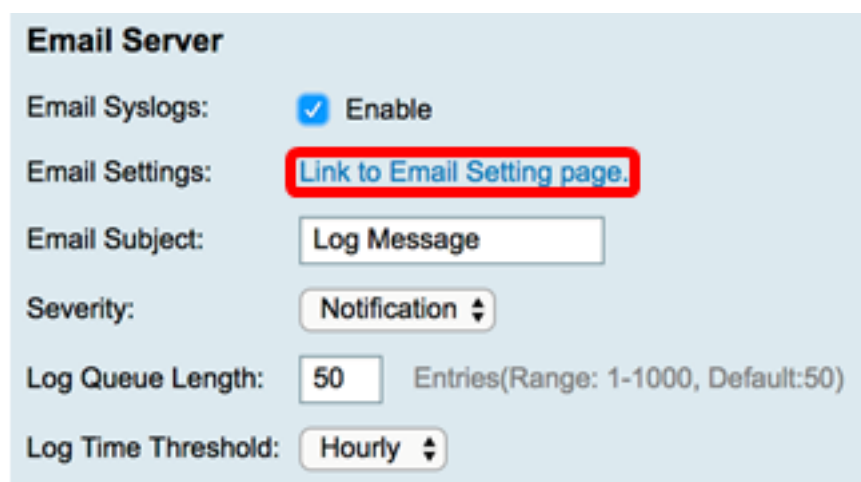 Email Server
Email Syslogs: Enable
Email Settings: Link to Email Setting page.
Email Subject: Log Message
Severity: Notification
Log Queue Length: 50 Entries(Range: 1-1000, Default:50)
Log Time Threshold: Hourly